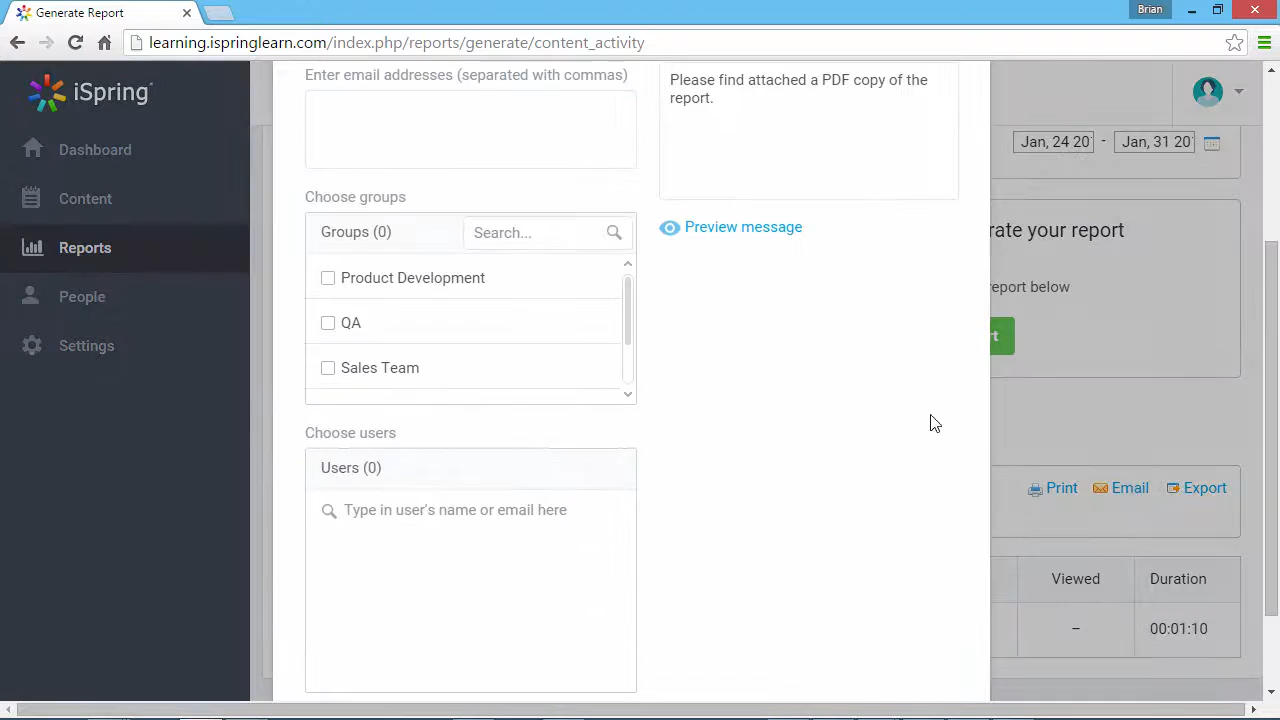 Generate Report
Brian
learning.ispringlearn.com/index.php/reports/generate/content_activity
iSpring
Dashboard
Content
Reports
People
Settings
Enter email addresses (separated with commas)
Please find attached a PDF copy of the
report.
Choose groups
Groups (0)
Search...
Preview message
Product Development
QA
Sales Team
Choose users
Users (0)
Type in user's name or email here
Jan, 24 20
-
Jan, 31 20
rate your report
report below
Print
Email
Export
Viewed
Duration
–
00:01:10